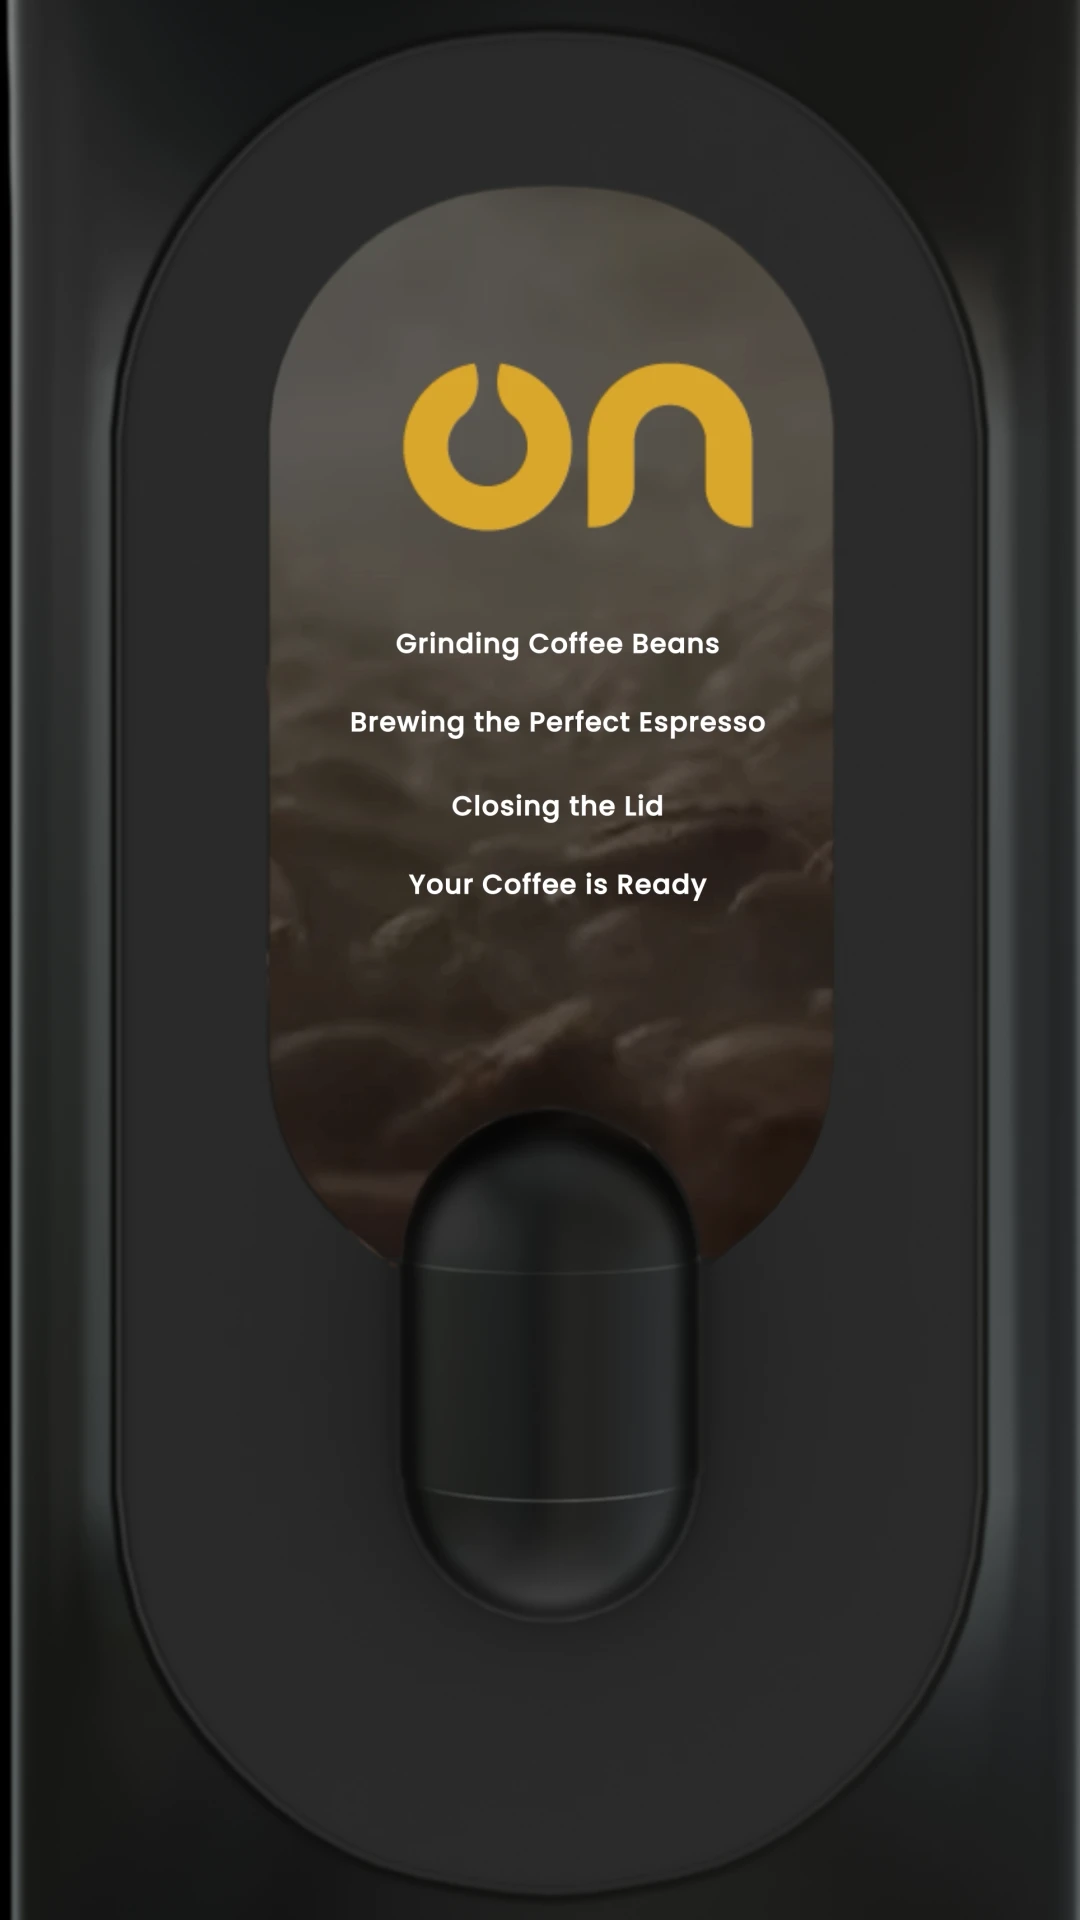 on
Grinding Coffee Beans
Brewing the Perfect Espresso
Closing the Lid
Your Coffee is Ready